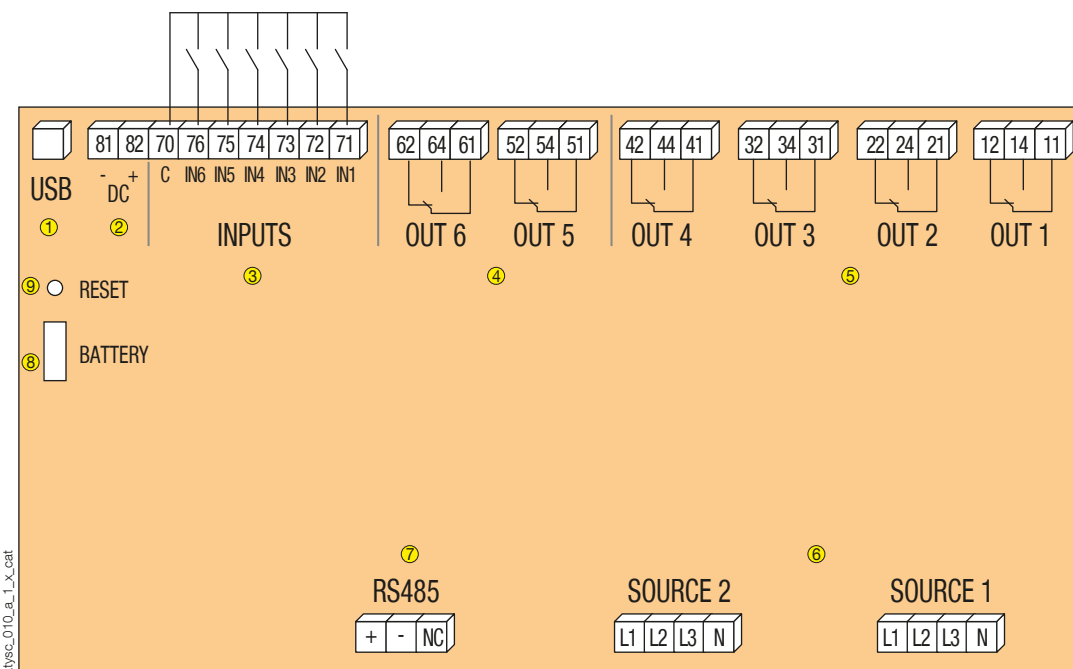 81 82 70 76 75 74 73 72 71
62 64 61
52 54 51
42 44 41
32 34 31
22 24 21
12 14 11
- +
DC
C IN6 IN5 IN4 IN3 IN2 IN1
USB
INPUTS
OUT 6
OUT 5
OUT 4
OUT 3
OUT 2
OUT 1
1
2
3
4
5
9 RESET
8 BATTERY
7
6
RS485
SOURCE 2
SOURCE 1
+ - NC
L1 L2 L3 N
L1 L2 L3 N
tysc_010_a_1_x_cat